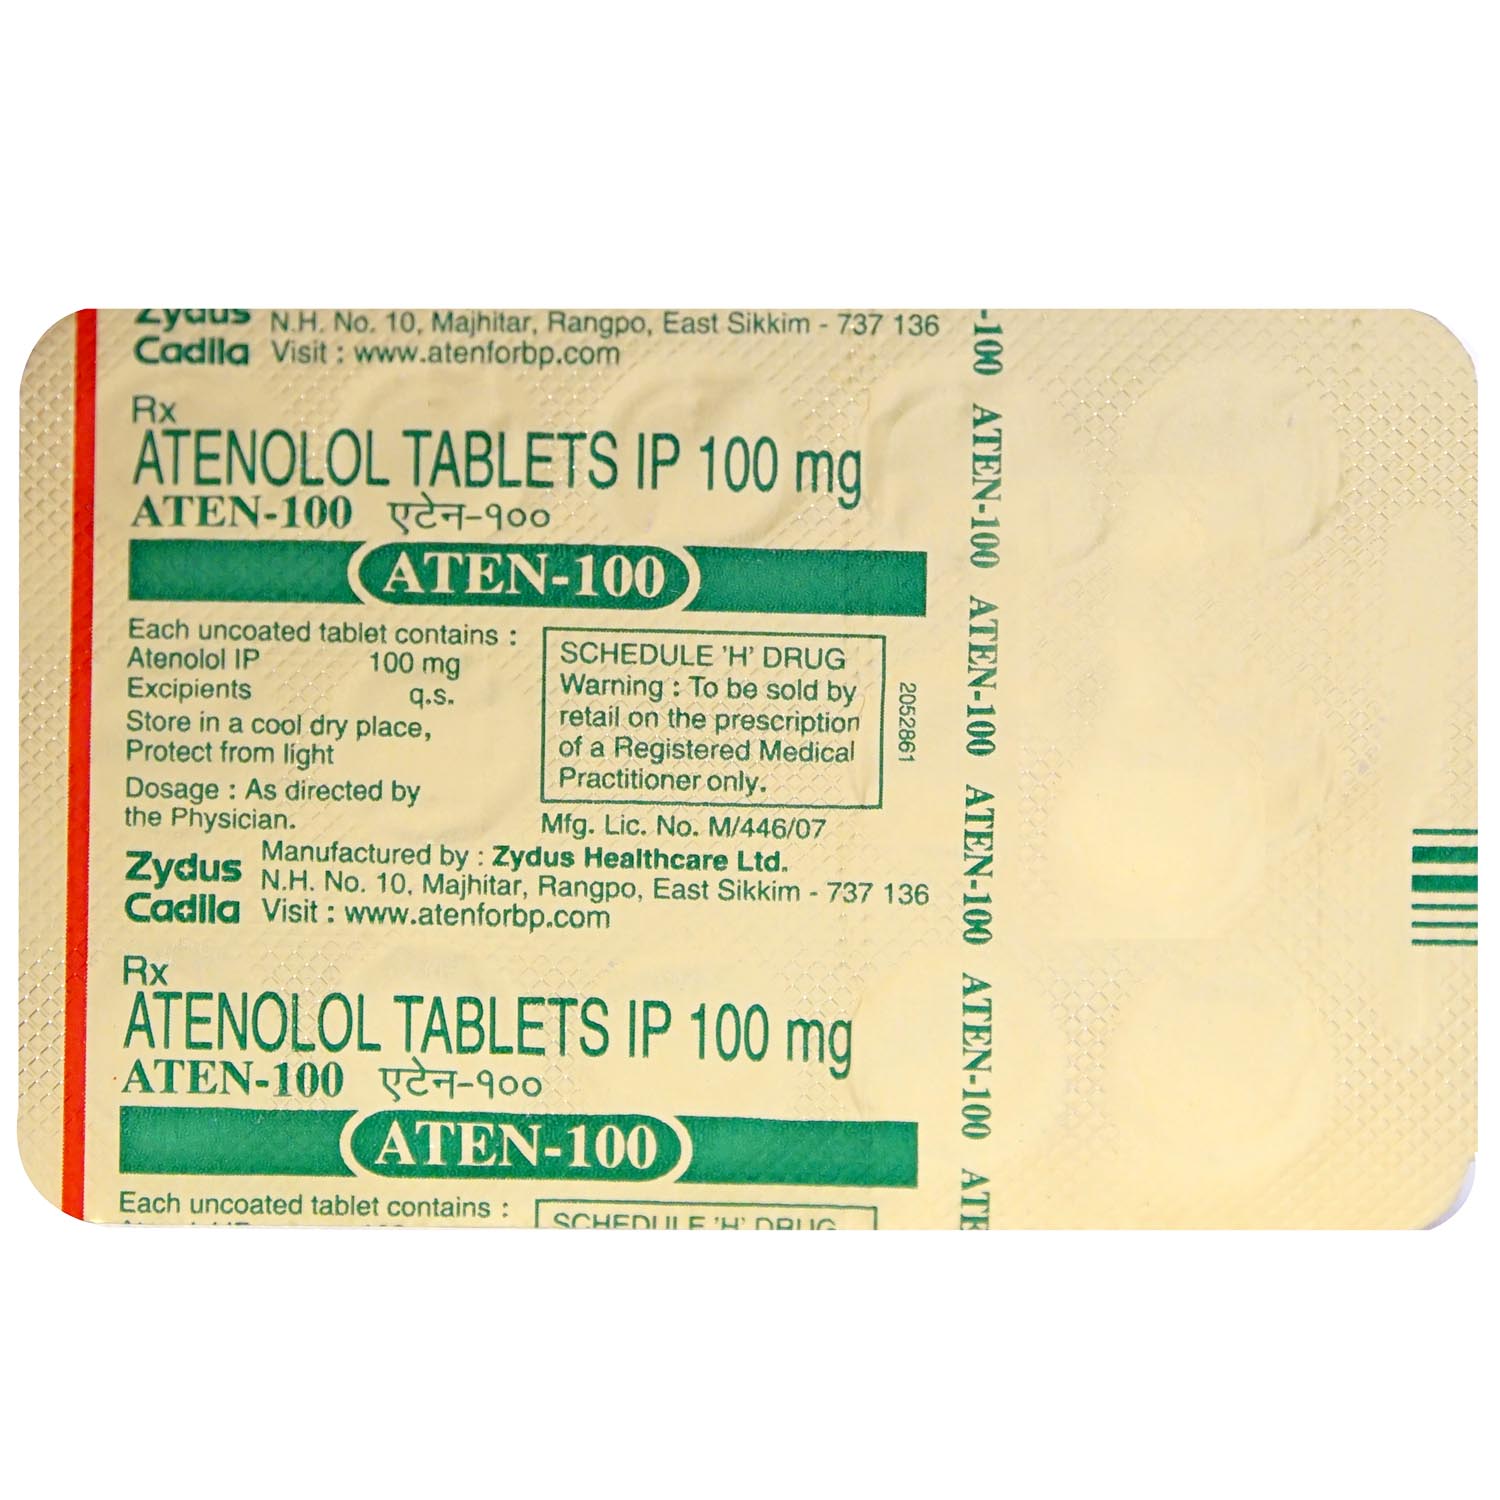 Zydus N.H. No. 10, Majhitar, Rangpo, East Sikkim - 737 136
Cadila Visit : www.atenforbp.com
Rx
ATENOLOL TABLETS IP 100 mg
ATEN-100 एटेन-१००
ATEN-100
Each uncoated tablet contains :
Atenolol IP 100 mg
Excipients q.s.
Store in a cool dry place,
Protect from light
Dosage : As directed by
the Physician.
SCHEDULE 'H' DRUG
Warning : To be sold by
retail on the prescription
of a Registered Medical
Practitioner only.
2052861
Mfg. Lic. No. M/446/07
Zydus
Cadila
Manufactured by : Zydus Healthcare Ltd.
N.H. No. 10, Majhitar, Rangpo, East Sikkim - 737 136
Visit : www.atenforbp.com
Rx
ATENOLOL TABLETS IP 100 mg
ATEN-100 एटेन-१००
ATEN-100
Each uncoated tablet contains :
SCHEDULE 'H' DRUG
-100 ATEN-100 ATEN-100 ATEN-100 ATEN-100 ATE